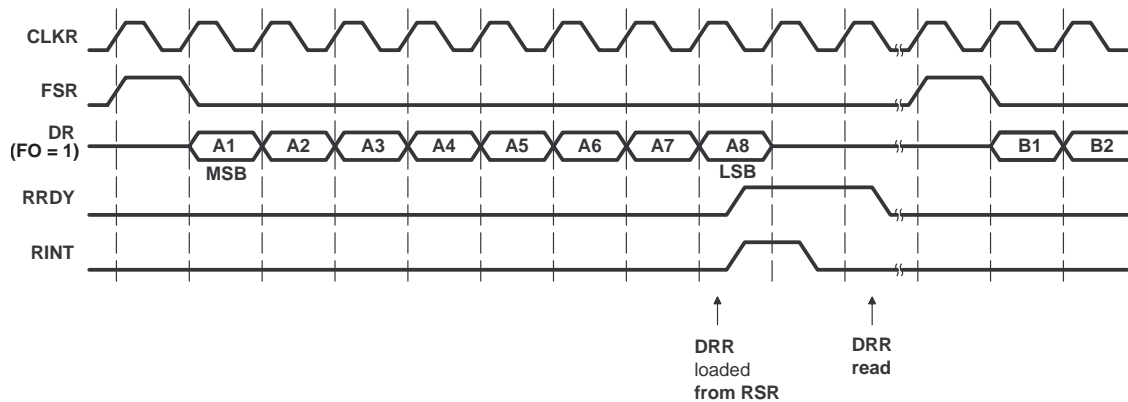 CLKR
FSR
DR
(FO = 1)
A1 A2 A3 A4 A5 A6 A7 A8 B1 B2
MSB LSB
RRDY
RINT
DRR DRR
loaded read
from RSR